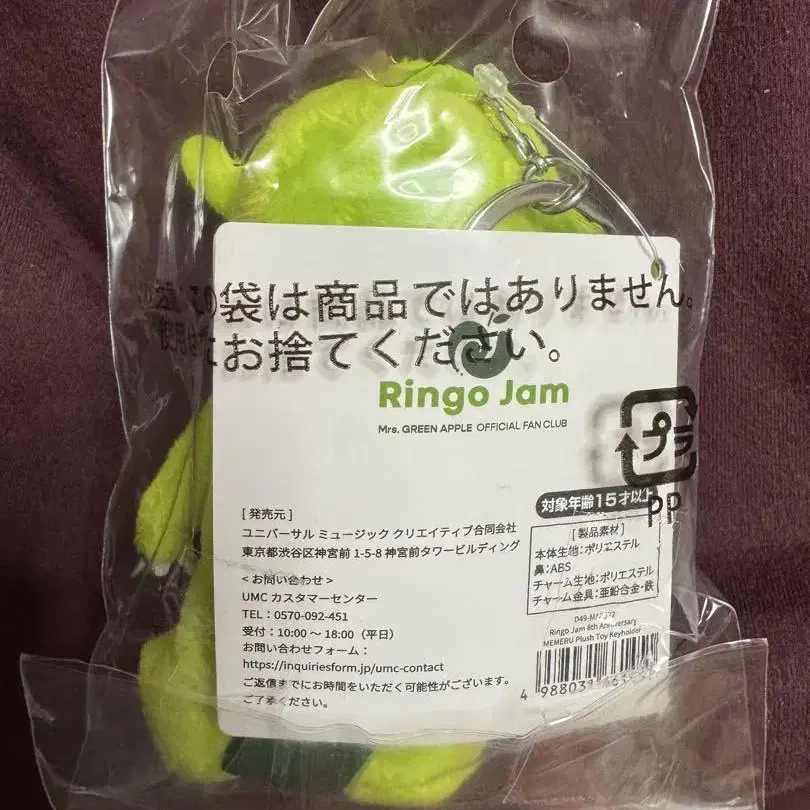 この袋は商品ではありません。
お捨てください。
Ringo Jam
Mrs. GREEN APPLE OFFICIAL FAN CLUB
プラ
PP
対象年齢15才以上
[ 発売元 ]
ユニバーサル ミュージック クリエイティブ合同会社
東京都渋谷区神宮前 1-5-8 神宮前タワービルディング
< お問い合わせ >
UMC カスタマーセンター
TEL：0570-092-451
受付：10:00 〜 18:00（平日）
お問い合わせフォーム：
https://inquiriesform.jp/umc-contact
ご返信までにお時間をいただく可能性がございます。
ご了承ください。
[ 製品素材 ]
本体生地：ポリエステル
鼻：ABS
チャーム生地：ポリエステル
チャーム金具：亜鉛合金・鉄
Ringo Jam 8th Anniversary
MEMERU Plush Toy Keyholder